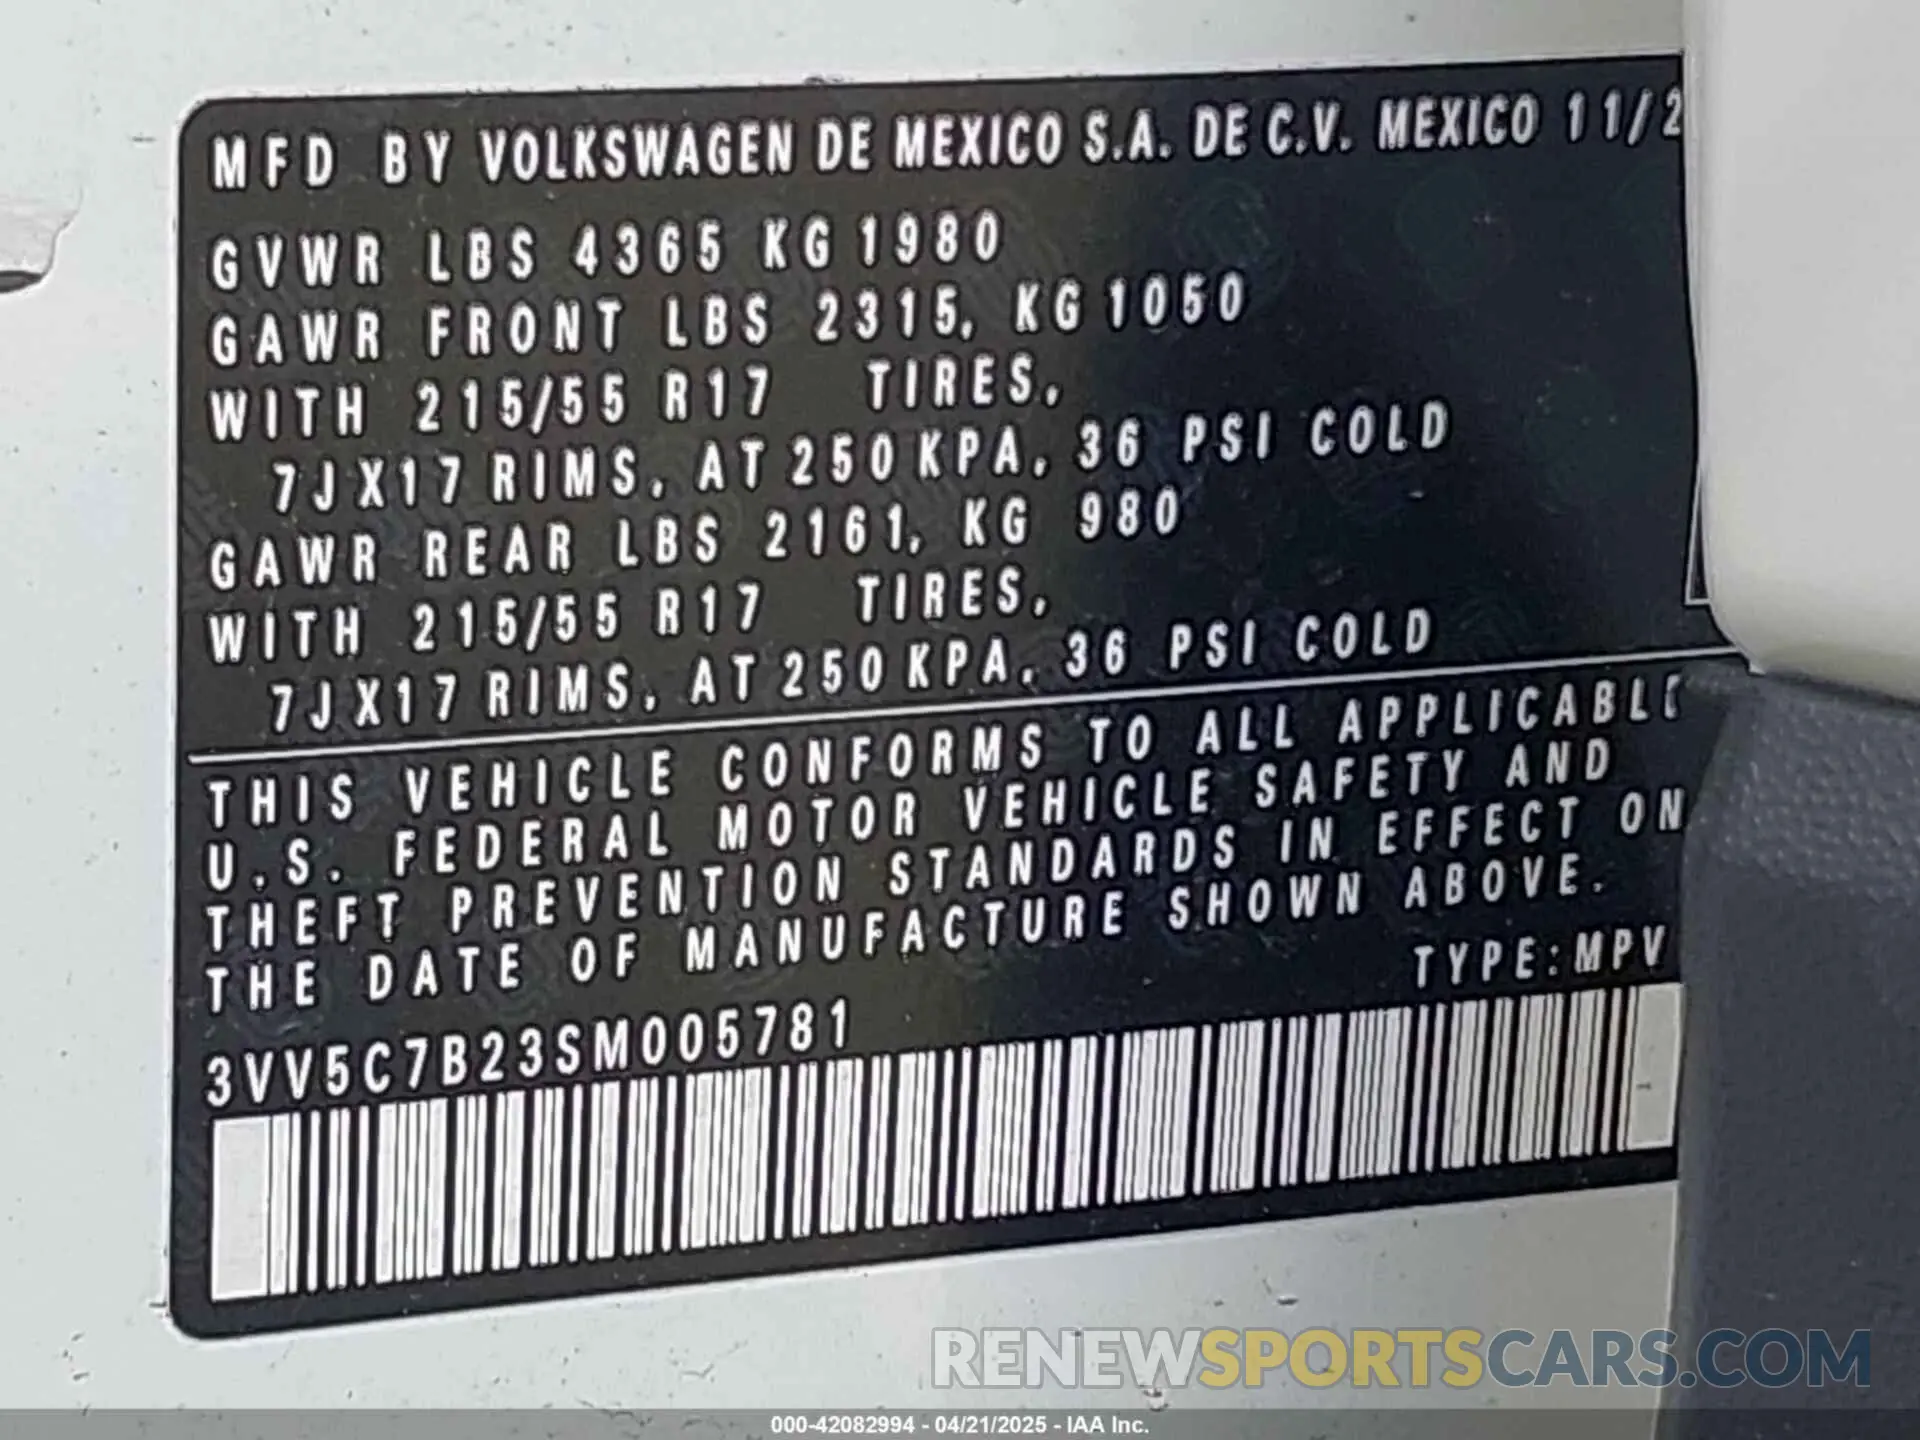 MFD BY VOLKSWAGEN DE MEXICO S.A. DE C.V. MEXICO 11/2
GVWR LBS 4365 KG 1980
GAWR FRONT LBS 2315, KG 1050
WITH 215/55 R17 TIRES,
7JX17 RIMS, AT 250 KPA, 36 PSI COLD
GAWR REAR LBS 2161, KG 980
WITH 215/55 R17 TIRES,
7JX17 RIMS, AT 250 KPA, 36 PSI COLD
THIS VEHICLE CONFORMS TO ALL APPLICABLE
U.S. FEDERAL MOTOR VEHICLE SAFETY AND
THEFT PREVENTION STANDARDS IN EFFECT ON
THE DATE OF MANUFACTURE SHOWN ABOVE.
TYPE:MPV
3VV5C7B23SM005781
RENEWSPORTSCARS.COM
000-42082994 - 04/21/2025 - IAA Inc.